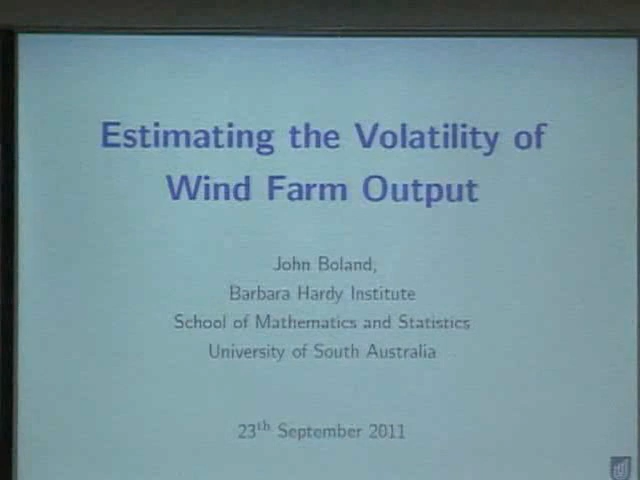 Estimating the Volatility of
Wind Farm Output
John Boland,
Barbara Hardy Institute
School of Mathematics and Statistics
University of South Australia
23th September 2011